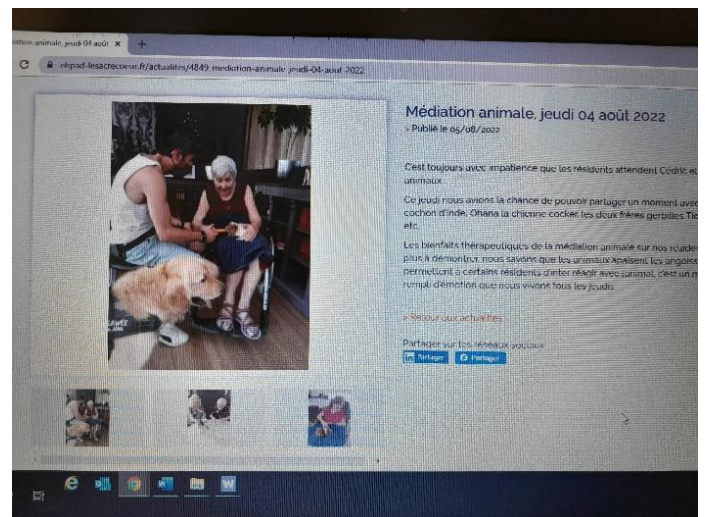 animale, jeudi 04 août
ehpad-lesacrecoeur.fr/actualites/4849-mediation-animale-jeudi-04-aout-2022
Médiation animale, jeudi 04 août 2022
> Publié le 05/08/2022
C'est toujours avec impatience que les résidents attendent Cédric et
animaux
Ce jeudi nous avions la chance de pouvoir partager un moment avec
cochon d'inde, Ohana la chienne cocker, les deux frères gerbilles
etc.
Les bienfaits thérapeutiques de la médiation animale sur nos
plus à démontrer, nous savons que les animaux apaisent les
permettent à certains résidents d'inter réagir avec l'animal, c'est un
rempli d'émotion que nous vivons tous les jeudis.
> Retour aux actualités
Partager sur les réseaux sociaux
in Partager Partager